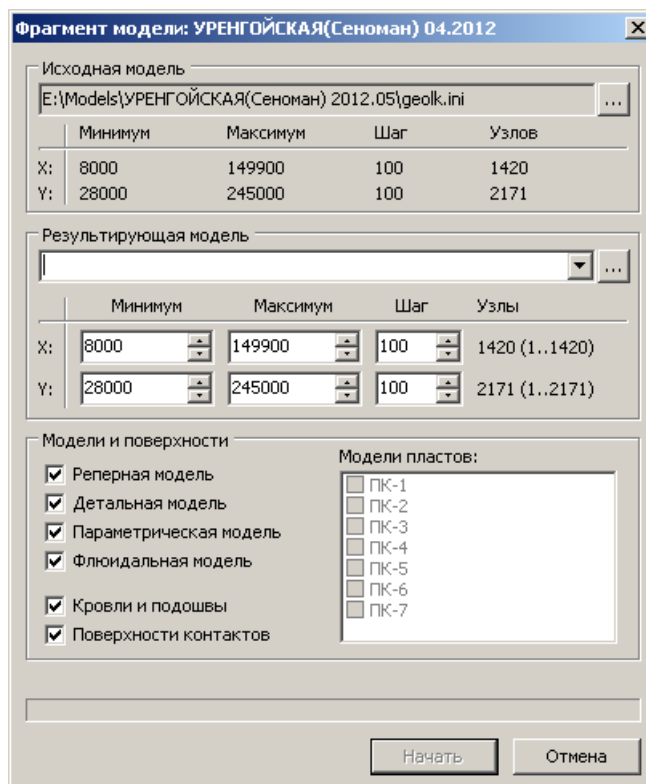 Фрагмент модели: УРЕНГОЙСКАЯ(Сеноман) 04.2012
Исходная модель
E:\Models\УРЕНГОЙСКАЯ(Сеноман) 2012.05\geolk.ini ...
Минимум Максимум Шаг Узлов
X: 8000 149900 100 1420
Y: 28000 245000 100 2171
Результирующая модель
...
Минимум Максимум Шаг Узлы
X: 8000 149900 100 1420 (1..1420)
Y: 28000 245000 100 2171 (1..2171)
Модели и поверхности
Реперная модель
Детальная модель
Параметрическая модель
Флюидальная модель
Кровли и подошвы
Поверхности контактов
Модели пластов:
ПК-1
ПК-2
ПК-3
ПК-4
ПК-5
ПК-6
ПК-7
Начать Отмена